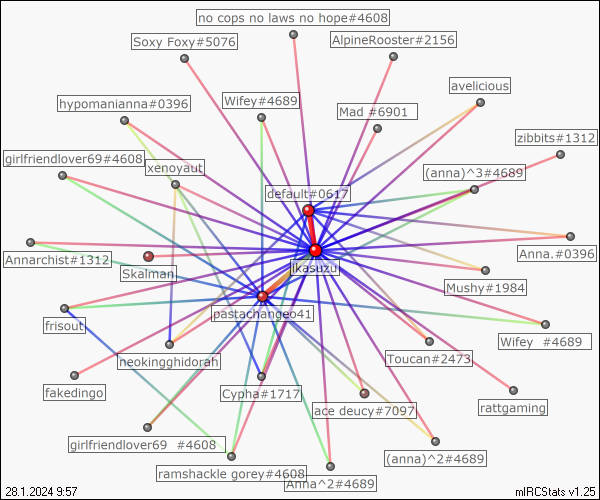 no cops no laws no hope#4608
Soxy Foxy#5076
AlpineRooster#2156
avelicious
hypomanianna#0396
Wifey#4689
Mad #6901
zibbits#1312
girlfriendlover69#4608
xenoyaut
(anna)^3#4689
default#0617
Annarchist#1312
Skalman
Ikasuzu
Anna.#0396
Mushy#1984
pastachangeo41
frisout
Wifey #4689
neokingghidorah
Toucan#2473
fakedingo
Cypha#1717
ace deucy#7097
rattgaming
girlfriendlover69 #4608
(anna)^2#4689
ramshackle gorey#4608
Anna^2#4689
28.1.2024 9:57
mIRCStats v1.25